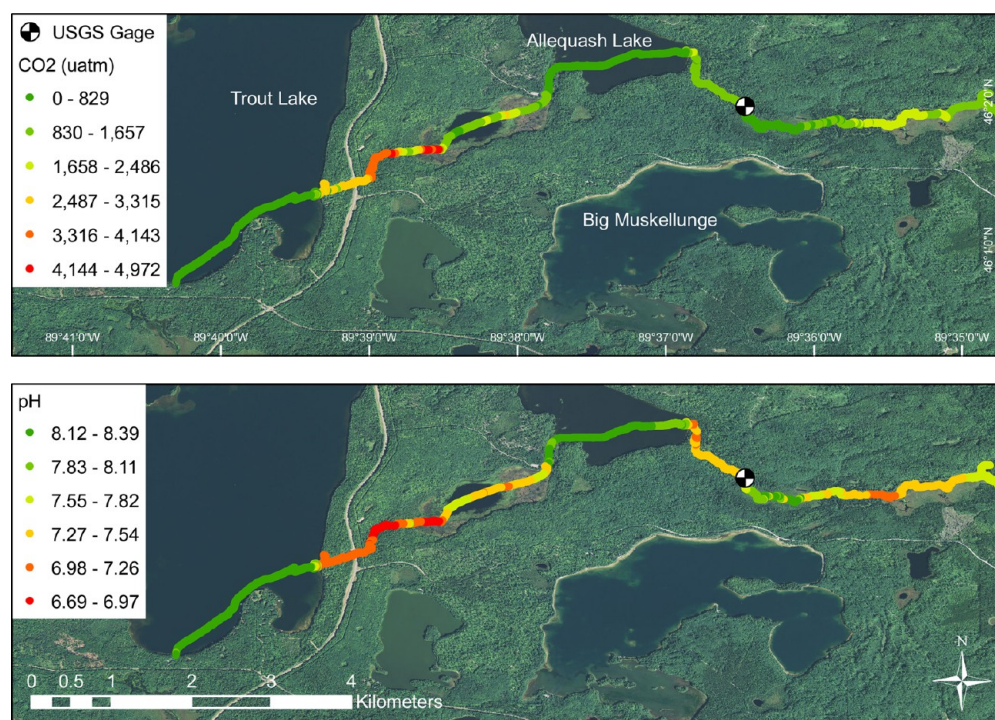 USGS Gage
CO2 (uatm)
0 - 829
830 - 1,657
1,658 - 2,486
2,487 - 3,315
3,316 - 4,143
4,144 - 4,972
Trout Lake
Allequash Lake
Big Muskellunge
46°2'0"N
46°1'0"N
89°41'0"W
89°40'0"W
89°39'0"W
89°38'0"W
89°37'0"W
89°36'0"W
89°35'0"W
pH
8.12 - 8.39
7.83 - 8.11
7.55 - 7.82
7.27 - 7.54
6.98 - 7.26
6.69 - 6.97
0 0.5 1 2 3 4
Kilometers
N